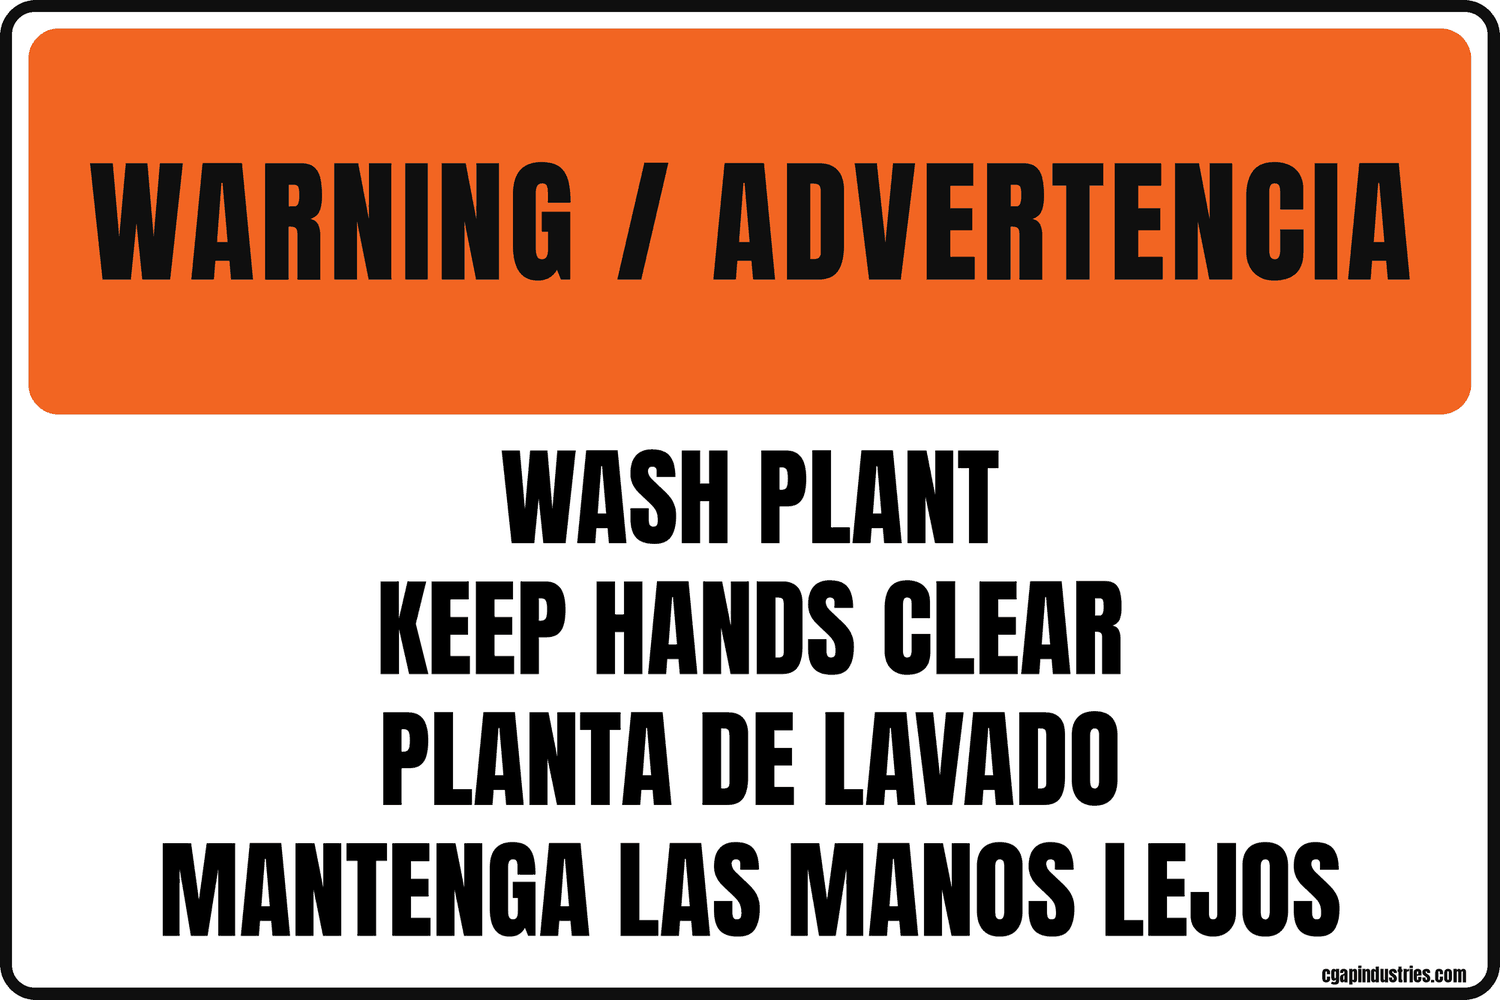 WARNING / ADVERTENCIA
WASH PLANT
KEEP HANDS CLEAR
PLANTA DE LAVADO
MANTENGA LAS MANOS LEJOS
cgapindustries.com